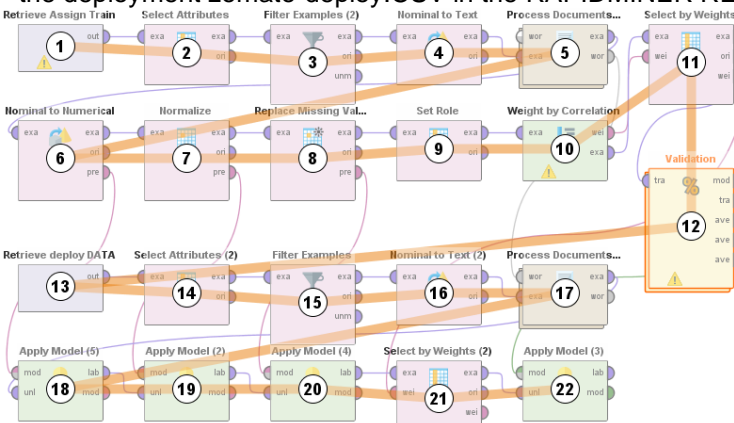 the deployment zomato-deploy.CSV in the RAPIDMINER RE
Retrieve Assign Train Select Attributes Filter Examples (2) Nominal to Text Process Documents... Select by Weights
out exa exa exa exa exa exa wor exa exa exa
1 2 ori 3 ori 4 ori exa 5 wor wei 11 ori
unm wei
Nominal to Numerical Normalize Replace Missing Val... Set Role Weight by Correlation
exa exa exa exa exa exa exa exa exa wei
6 ori 7 ori 8 ori 9 ori 10 exa
pre pre pre
Validation
tra % mod
tra
12 ave
ave
ave
Retrieve deploy DATA Select Attributes (2) Filter Examples Nominal to Text (2) Process Documents...
out exa exa exa exa exa exa wor exa
13 14 ori 15 ori 16 ori exa 17 wor
unm
Apply Model (5) Apply Model (2) Apply Model (4) Select by Weights (2) Apply Model (3)
mod lab mod lab mod lab exa exa mod lab
unl 18 mod unl 19 mod unl 20 mod wei 21 ori unl 22 mod
wei